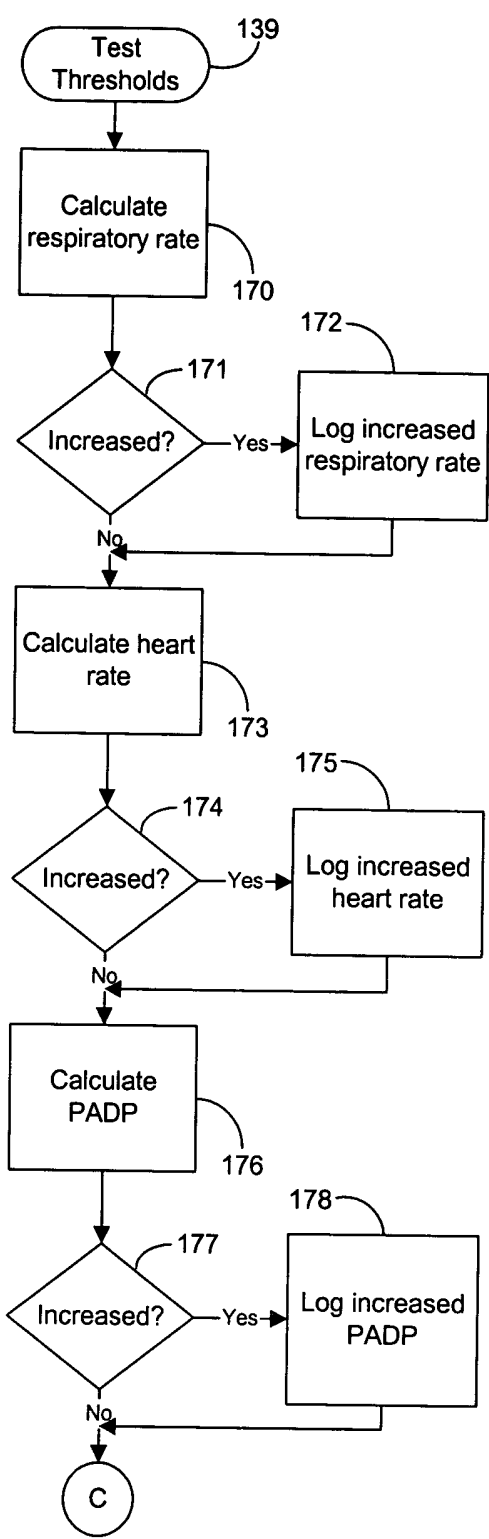 Test
Thresholds
139
Calculate
respiratory rate
170
171
Increased?
Yes
172
Log increased
respiratory rate
No
Calculate heart
rate
173
174
Increased?
Yes
175
Log increased
heart rate
No
Calculate
PADP
176
177
Increased?
Yes
178
Log increased
PADP
No
C